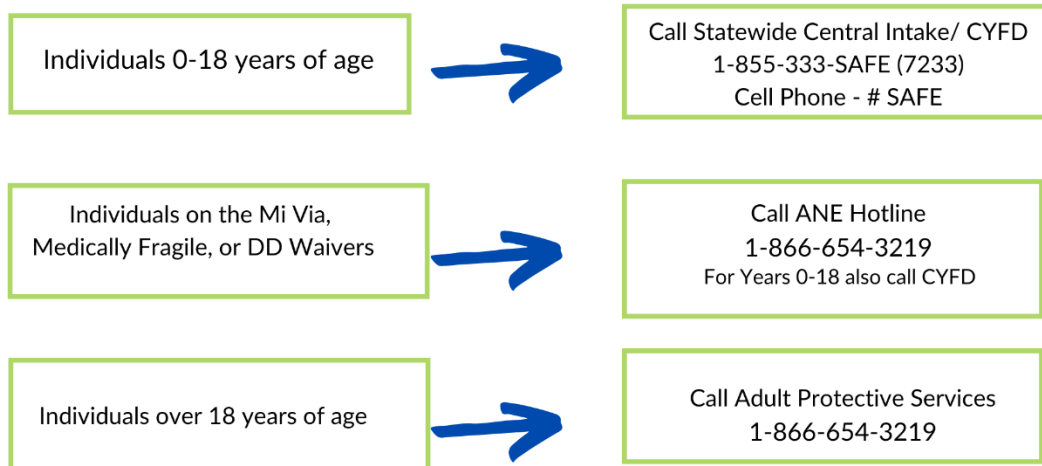 Individuals 0-18 years of age
Call Statewide Central Intake/ CYFD
1-855-333-SAFE (7233)
Cell Phone - # SAFE
Individuals on the Mi Via,
Medically Fragile, or DD Waivers
Call ANE Hotline
1-866-654-3219
For Years 0-18 also call CYFD
Individuals over 18 years of age
Call Adult Protective Services
1-866-654-3219